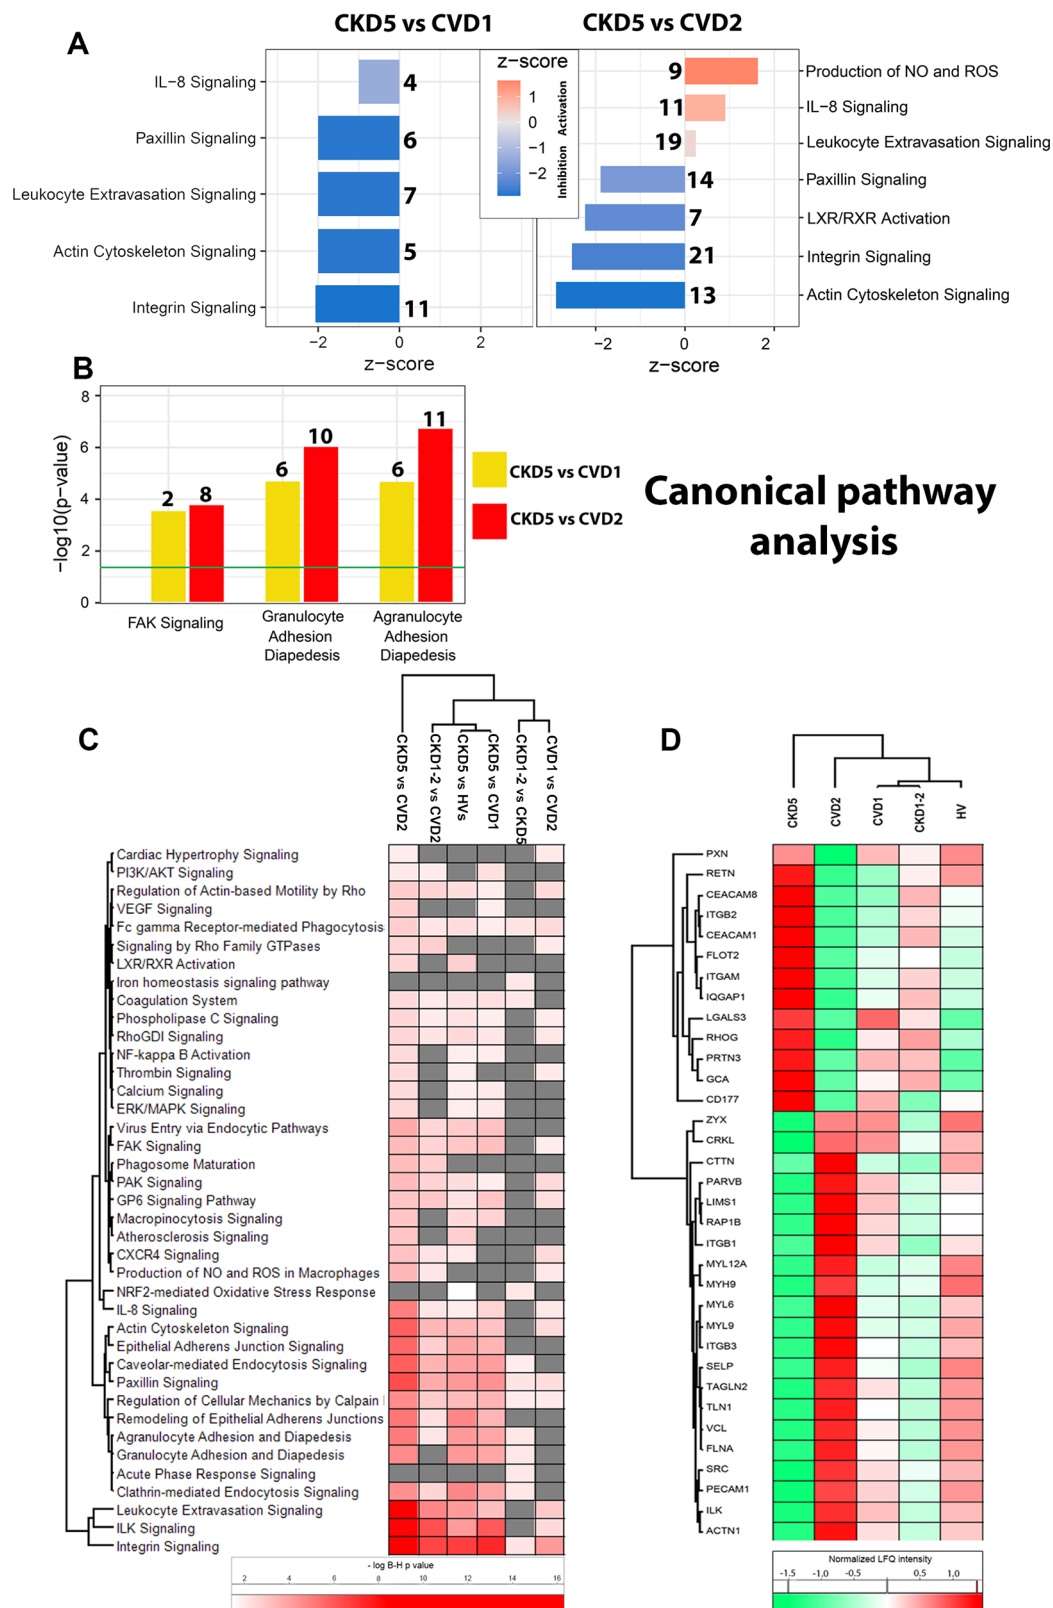 A
CKD5 vs CVD1
CKD5 vs CVD2
IL-8 Signaling
4
Paxillin Signaling
6
Leukocyte Extravasation Signaling
7
Actin Cytoskeleton Signaling
5
Integrin Signaling
11
−2
0
2
z-score
z-score
1
0
−1
−2
Activation
Inhibition
9
Production of NO and ROS
11
IL-8 Signaling
19
Leukocyte Extravasation Signaling
14
Paxillin Signaling
7
LXR/RXR Activation
21
Integrin Signaling
13
Actin Cytoskeleton Signaling
−2
0
2
z-score
B
−log10(p-value)
8
6
4
2
0
2
8
6
10
6
11
FAK Signaling
Granulocyte
Adhesion
Diapedesis
Agranulocyte
Adhesion
Diapedesis
CKD5 vs CVD1
CKD5 vs CVD2
Canonical pathway
analysis
C
CKD5 vs CVD2
CKD1-2 vs CVD2
CKD5 vs HVs
CKD5 vs CVD1
CKD1-2 vs CKD5
CVD1 vs CVD2
Cardiac Hypertrophy Signaling
PI3K/AKT Signaling
Regulation of Actin-based Motility by Rho
VEGF Signaling
Fc gamma Receptor-mediated Phagocytosis
Signaling by Rho Family GTPases
LXR/RXR Activation
Iron homeostasis signaling pathway
Coagulation System
Phospholipase C Signaling
RhoGDI Signaling
NF-kappa B Activation
Thrombin Signaling
Calcium Signaling
ERK/MAPK Signaling
Virus Entry via Endocytic Pathways
FAK Signaling
Phagosome Maturation
PAK Signaling
GP6 Signaling Pathway
Macropinocytosis Signaling
Atherosclerosis Signaling
CXCR4 Signaling
Production of NO and ROS in Macrophages
NRF2-mediated Oxidative Stress Response
IL-8 Signaling
Actin Cytoskeleton Signaling
Epithelial Adherens Junction Signaling
Caveolar-mediated Endocytosis Signaling
Paxillin Signaling
Regulation of Cellular Mechanics by Calpain
Remodeling of Epithelial Adherens Junctions
Agranulocyte Adhesion and Diapedesis
Granulocyte Adhesion and Diapedesis
Acute Phase Response Signaling
Clathrin-mediated Endocytosis Signaling
Leukocyte Extravasation Signaling
ILK Signaling
Integrin Signaling
- log B-H p value
2 4 6 8 10 12 14 16
D
CKD5
CVD2
CVD1
CKD1-2
HV
PXN
RETN
CEACAM8
ITGB2
CEACAM1
FLOT2
ITGAM
IQGAP1
LGALS3
RHOG
PRTN3
GCA
CD177
ZYX
CRKL
CTTN
PARVB
LIMS1
RAP1B
ITGB1
MYL12A
MYH9
MYL6
MYL9
ITGB3
SELP
TAGLN2
TLN1
VCL
FLNA
SRC
PECAM1
ILK
ACTN1
Normalized LFQ intensity
-1,5 -1,0 -0,5 0 0,5 1,0